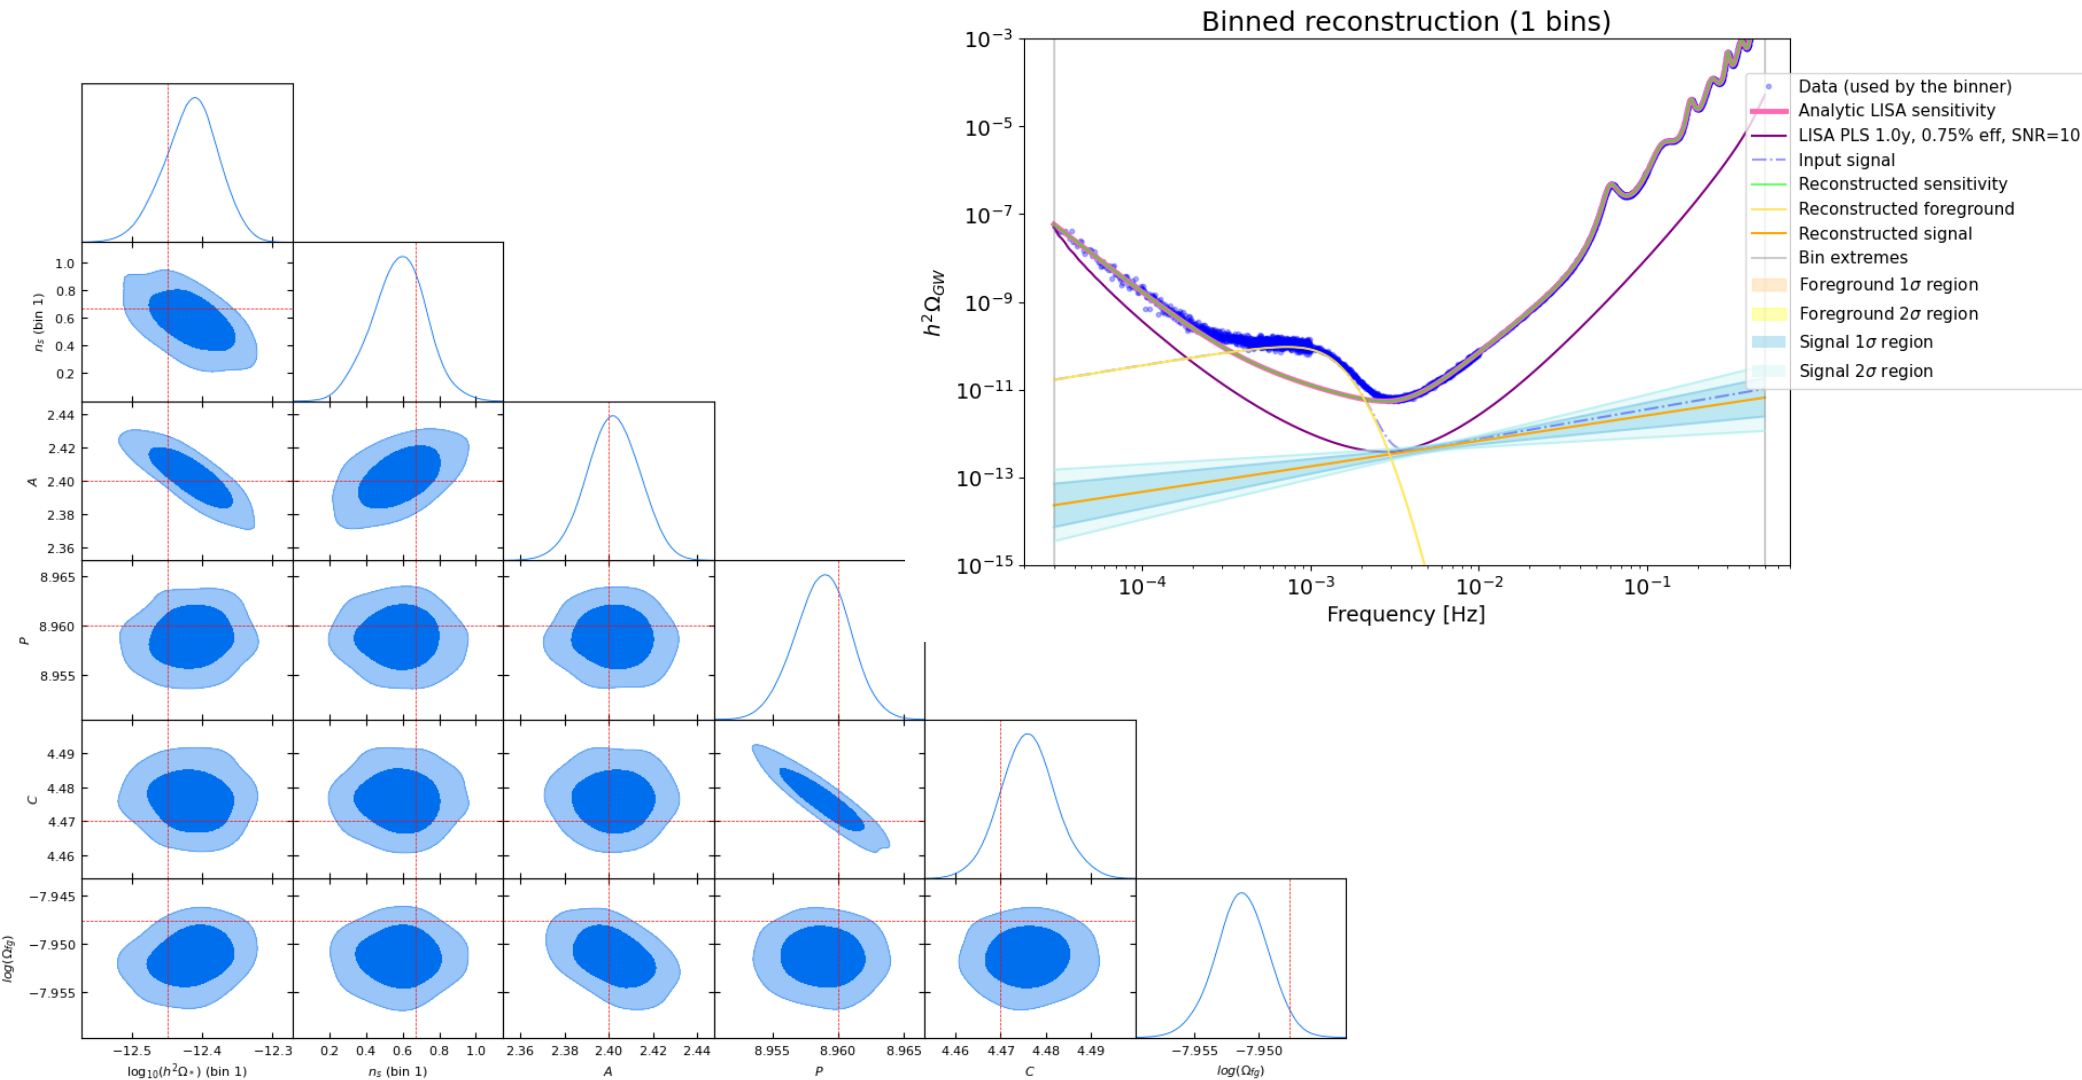 Binned reconstruction (1 bins)
10⁻³
10⁻⁵
10⁻⁷
10⁻⁹
10⁻¹¹
10⁻¹³
10⁻¹⁵
h²Ω_GW
10⁻⁴ 10⁻³ 10⁻² 10⁻¹
Frequency [Hz]
Data (used by the binner)
Analytic LISA sensitivity
LISA PLS 1.0y, 0.75% eff, SNR=10
Input signal
Reconstructed sensitivity
Reconstructed foreground
Reconstructed signal
Bin extremes
Foreground 1σ region
Foreground 2σ region
Signal 1σ region
Signal 2σ region
1.0
0.8
0.6
0.4
0.2
n_s (bin 1)
2.44
2.42
2.40
2.38
2.36
A
8.965
8.960
8.955
P
4.49
4.48
4.47
4.46
C
−7.945
−7.950
−7.955
log(Ω_fg)
−12.5 −12.4 −12.3 0.2 0.4 0.6 0.8 1.0 2.36 2.38 2.40 2.42 2.44 8.955 8.960 8.965 4.46 4.47 4.48 4.49 −7.955 −7.950
log₁₀(h²Ω_*) (bin 1) n_s (bin 1) A P C log(Ω_fg)